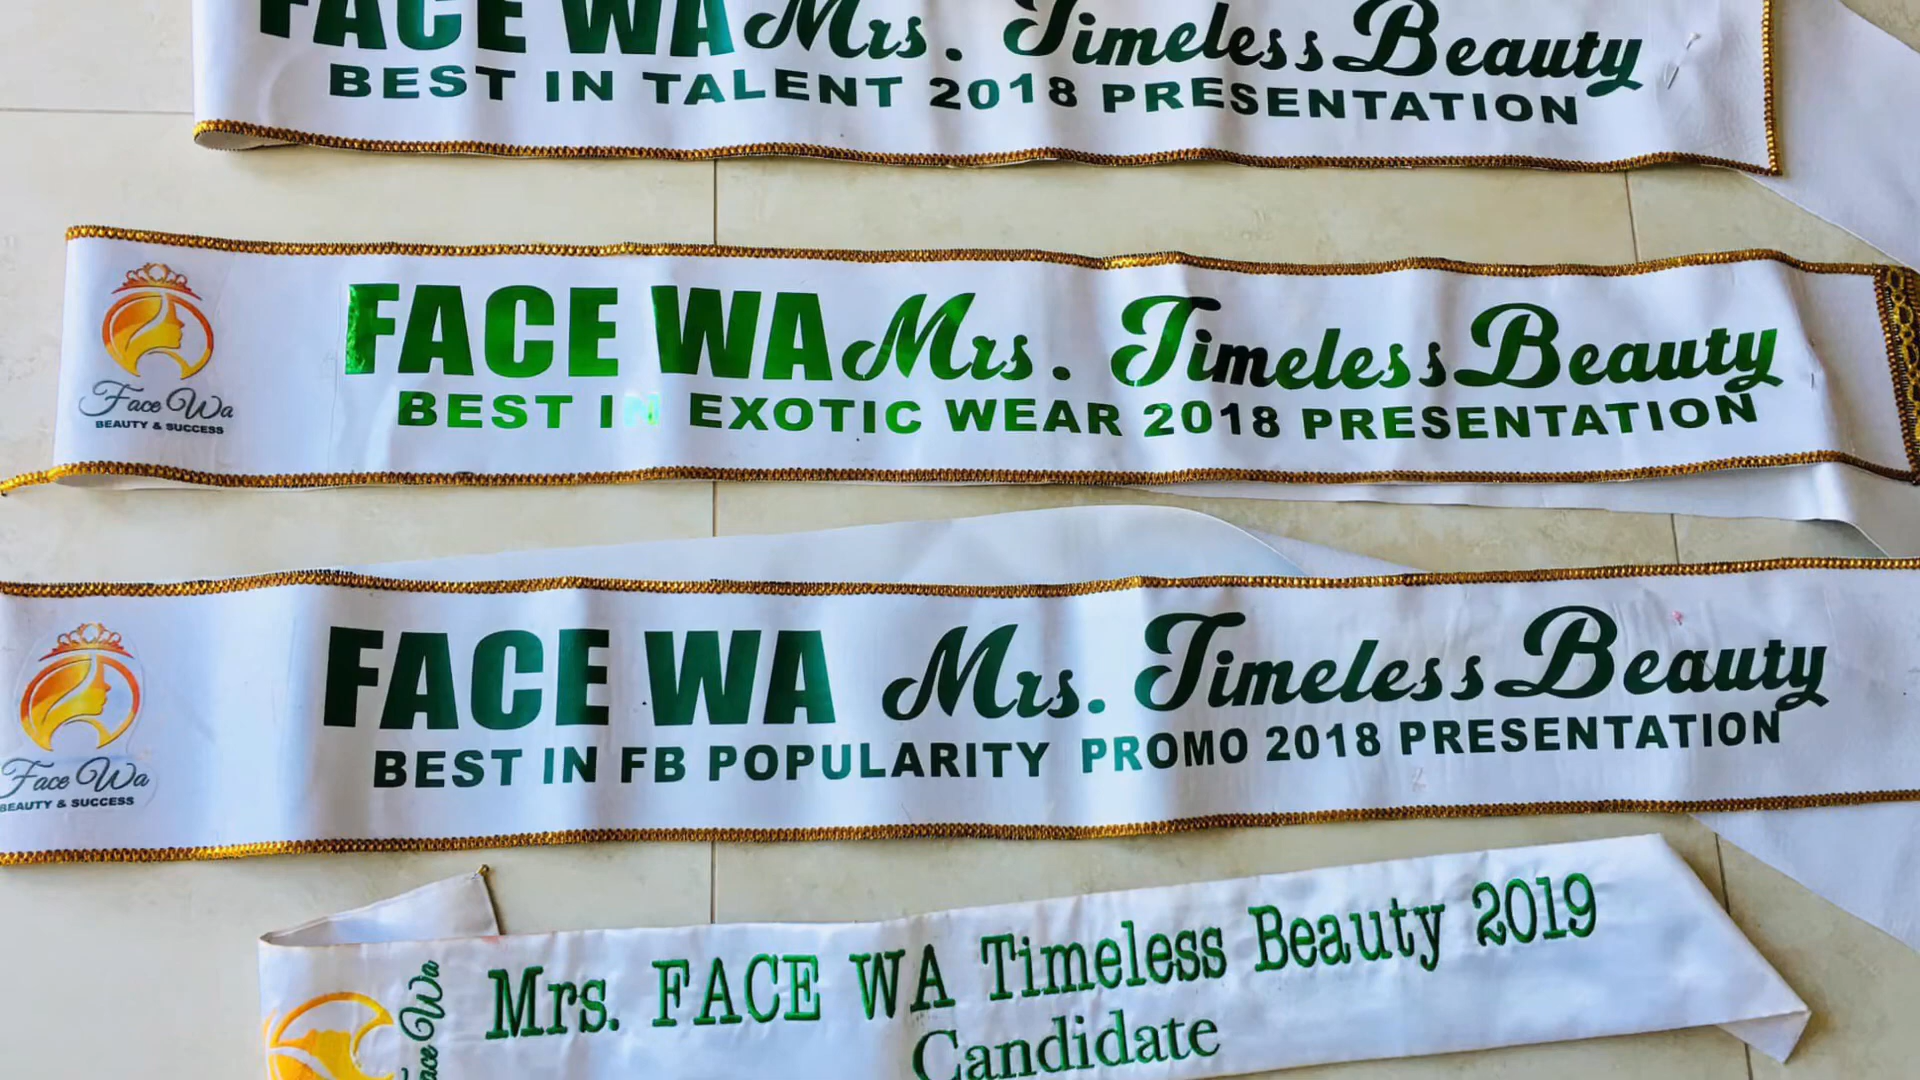 FACE WA Mrs. Timeless Beauty
BEST IN TALENT 2018 PRESENTATION
FACE WA Mrs. Timeless Beauty
BEST IN EXOTIC WEAR 2018 PRESENTATION
Face Wa
BEAUTY & SUCCESS
FACE WA Mrs. Timeless Beauty
BEST IN FB POPULARITY PROMO 2018 PRESENTATION
Face Wa
BEAUTY & SUCCESS
Mrs. FACE WA Timeless Beauty 2019
Candidate
Face Wa